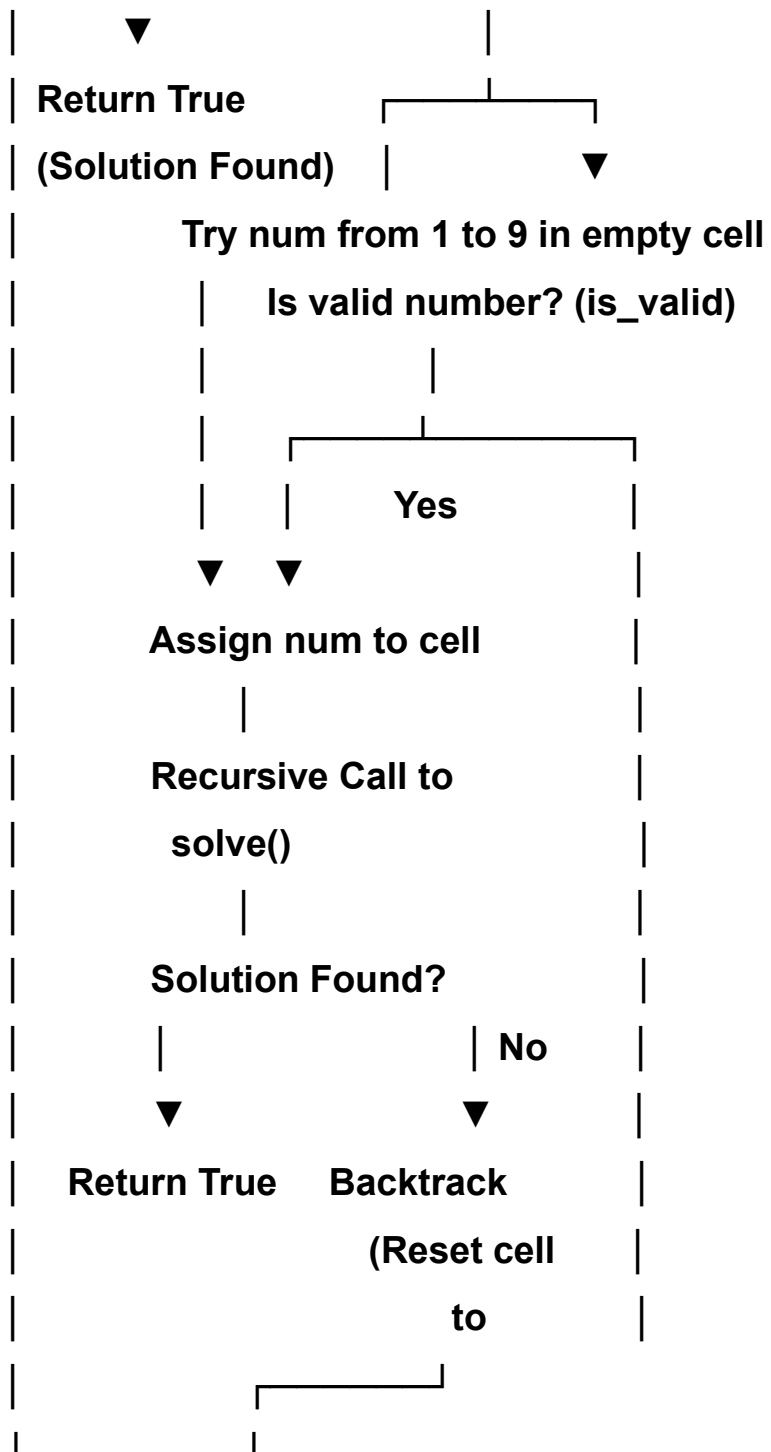 Return True
(Solution Found)
Try num from 1 to 9 in empty cell
Is valid number? (is_valid)
Yes
Assign num to cell
Recursive Call to
solve()
Solution Found?
No
Return True Backtrack
(Reset cell
to